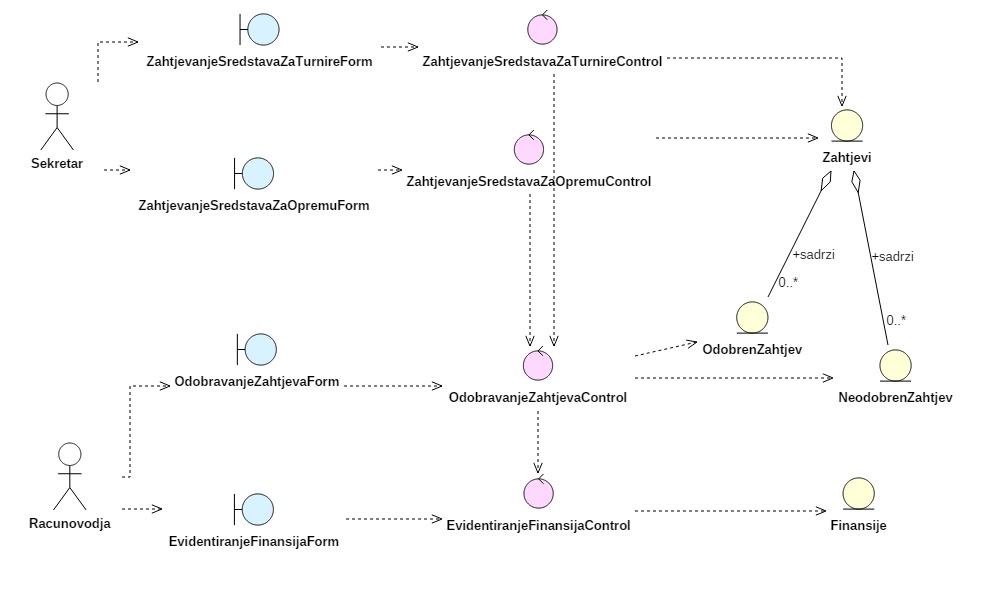 ZahtjevanjeSredstavaZaTurnireForm
ZahtjevanjeSredstavaZaTurnireControl
Zahtjevi
Sekretar
ZahtjevanjeSredstavaZaOpremuControl
ZahtjevanjeSredstavaZaOpremuForm
+sadrzi
+sadrzi
0..*
0..*
OdobrenZahtjev
OdobravanjeZahtjevaForm
OdobravanjeZahtjevaControl
NeodobrenZahtjev
Racunovodja
EvidentiranjeFinansijaControl
Finansije
EvidentiranjeFinansijaForm